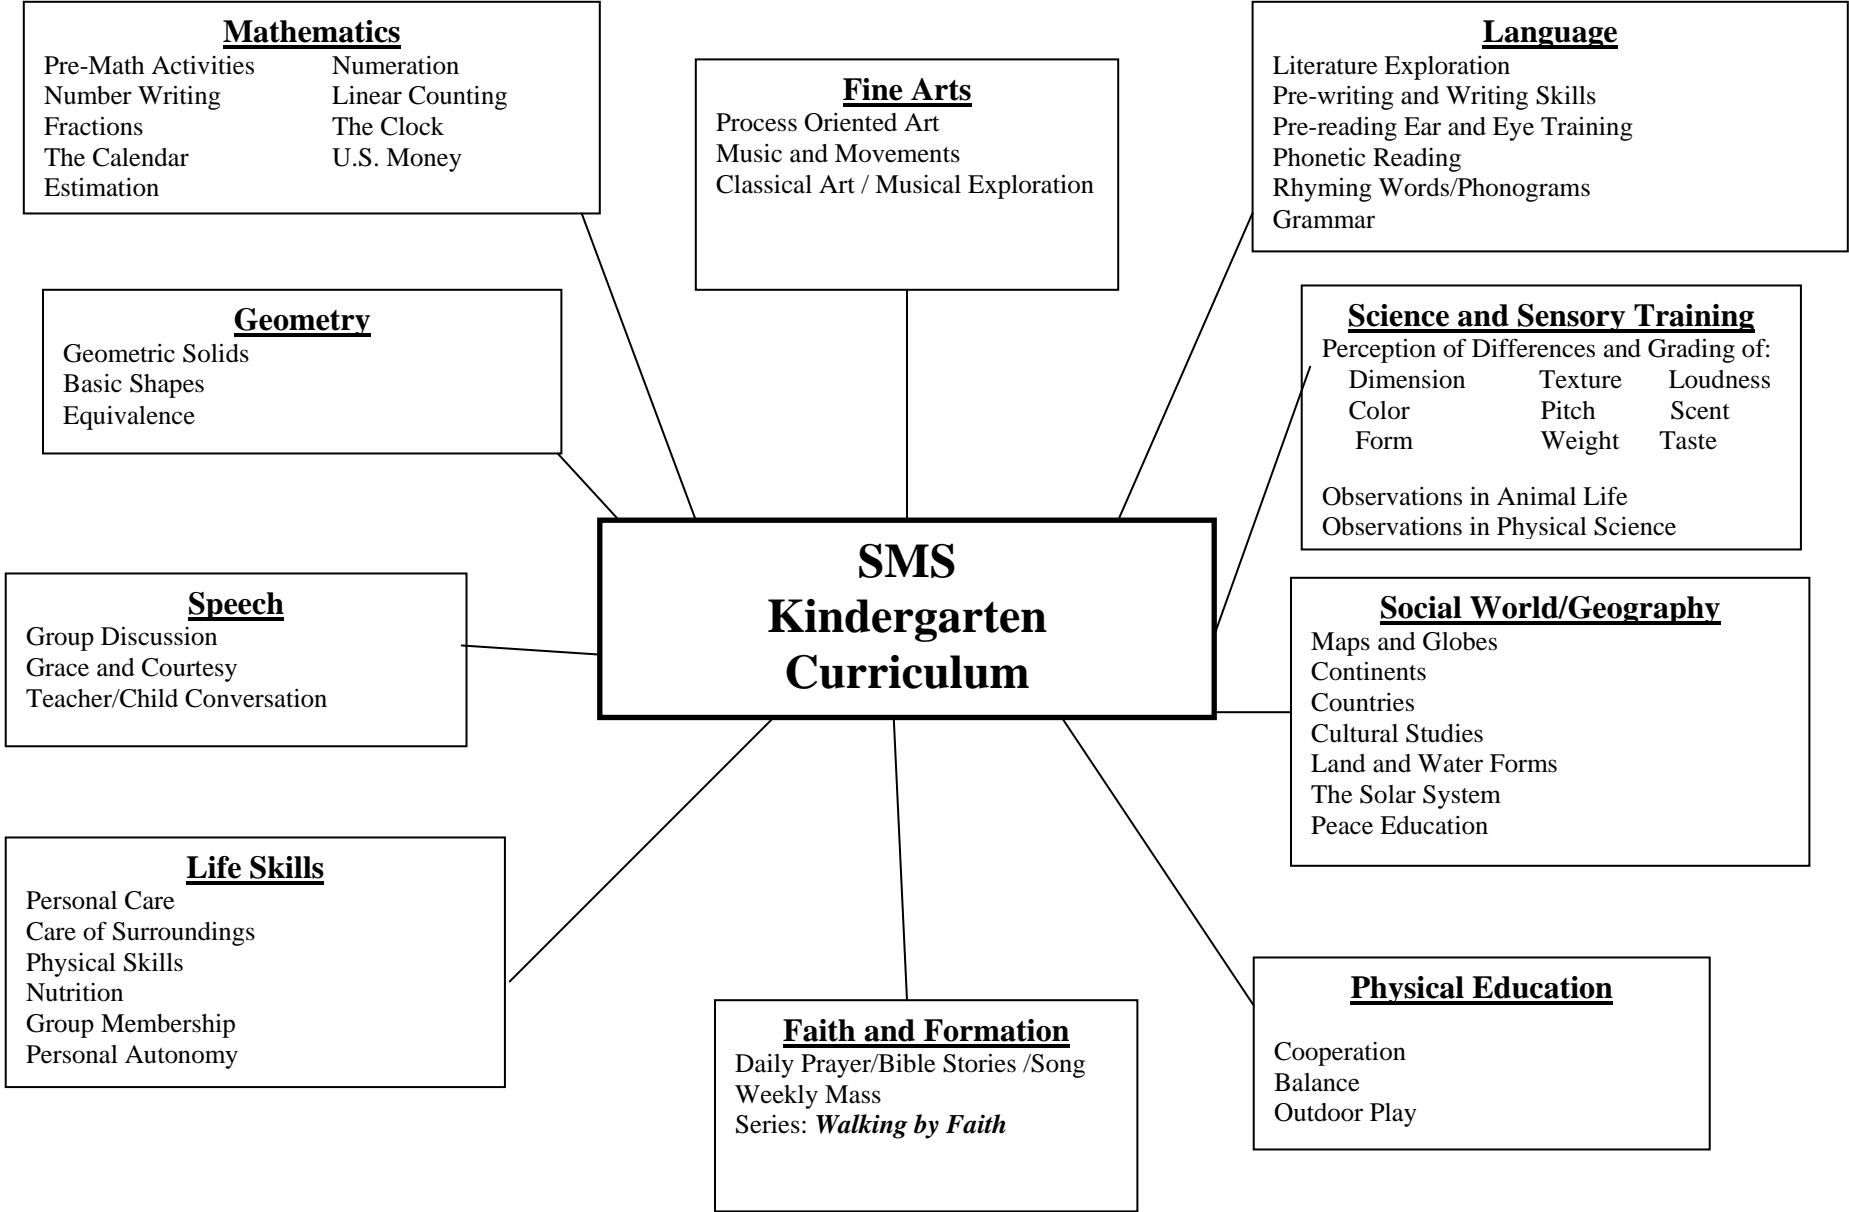 Mathematics
Pre-Math Activities Numeration
Number Writing Linear Counting
Fractions The Clock
The Calendar U.S. Money
Estimation
Fine Arts
Process Oriented Art
Music and Movements
Classical Art / Musical Exploration
Language
Literature Exploration
Pre-writing and Writing Skills
Pre-reading Ear and Eye Training
Phonetic Reading
Rhyming Words/Phonograms
Grammar
Geometry
Geometric Solids
Basic Shapes
Equivalence
Science and Sensory Training
Perception of Differences and Grading of:
Dimension Texture Loudness
Color Pitch Scent
Form Weight Taste
Observations in Animal Life
Observations in Physical Science
SMS
Kindergarten
Curriculum
Speech
Group Discussion
Grace and Courtesy
Teacher/Child Conversation
Social World/Geography
Maps and Globes
Continents
Countries
Cultural Studies
Land and Water Forms
The Solar System
Peace Education
Life Skills
Personal Care
Care of Surroundings
Physical Skills
Nutrition
Group Membership
Personal Autonomy
Faith and Formation
Daily Prayer/Bible Stories /Song
Weekly Mass
Series: Walking by Faith
Physical Education
Cooperation
Balance
Outdoor Play